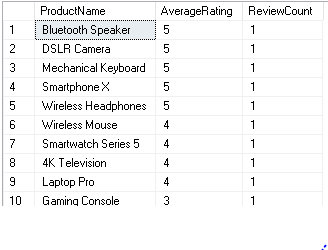 ProductName AverageRating ReviewCount
1 Bluetooth Speaker 5 1
2 DSLR Camera 5 1
3 Mechanical Keyboard 5 1
4 Smartphone X 5 1
5 Wireless Headphones 5 1
6 Wireless Mouse 4 1
7 Smartwatch Series 5 4 1
8 4K Television 4 1
9 Laptop Pro 4 1
10 Gaming Console 3 1